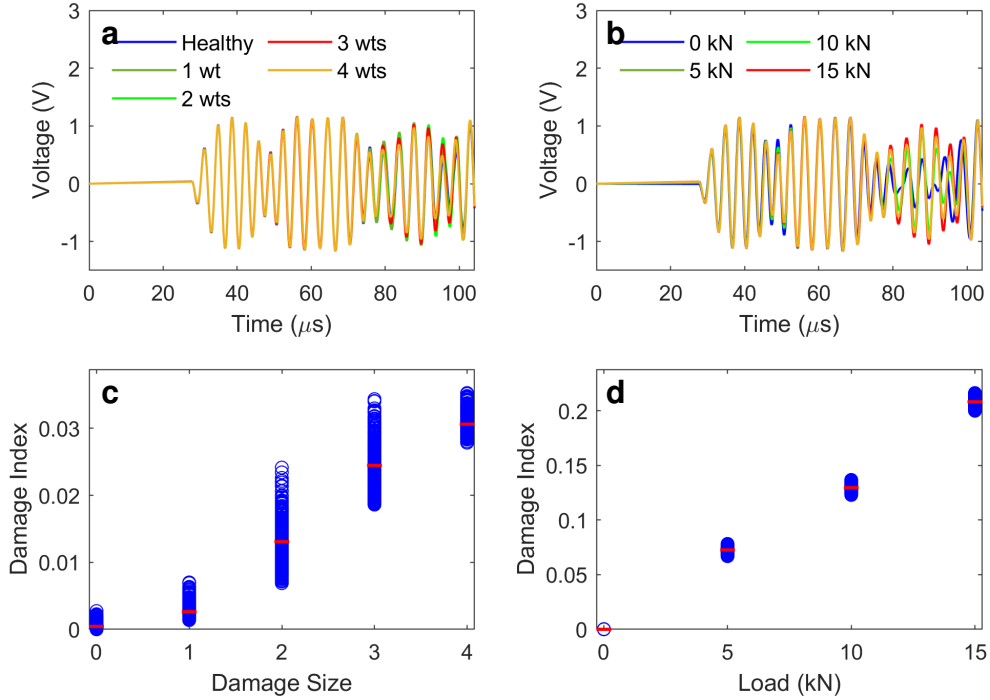 a
Healthy 3 wts
1 wt 4 wts
2 wts
3
2
1
0
-1
Voltage (V)
0 20 40 60 80 100
Time (μs)
b
0 kN 10 kN
5 kN 15 kN
3
2
1
0
-1
Voltage (V)
0 20 40 60 80 100
Time (μs)
c
0.03
0.02
0.01
0
Damage Index
0 1 2 3 4
Damage Size
d
0.2
0.15
0.1
0.05
0
Damage Index
0 5 10 15
Load (kN)